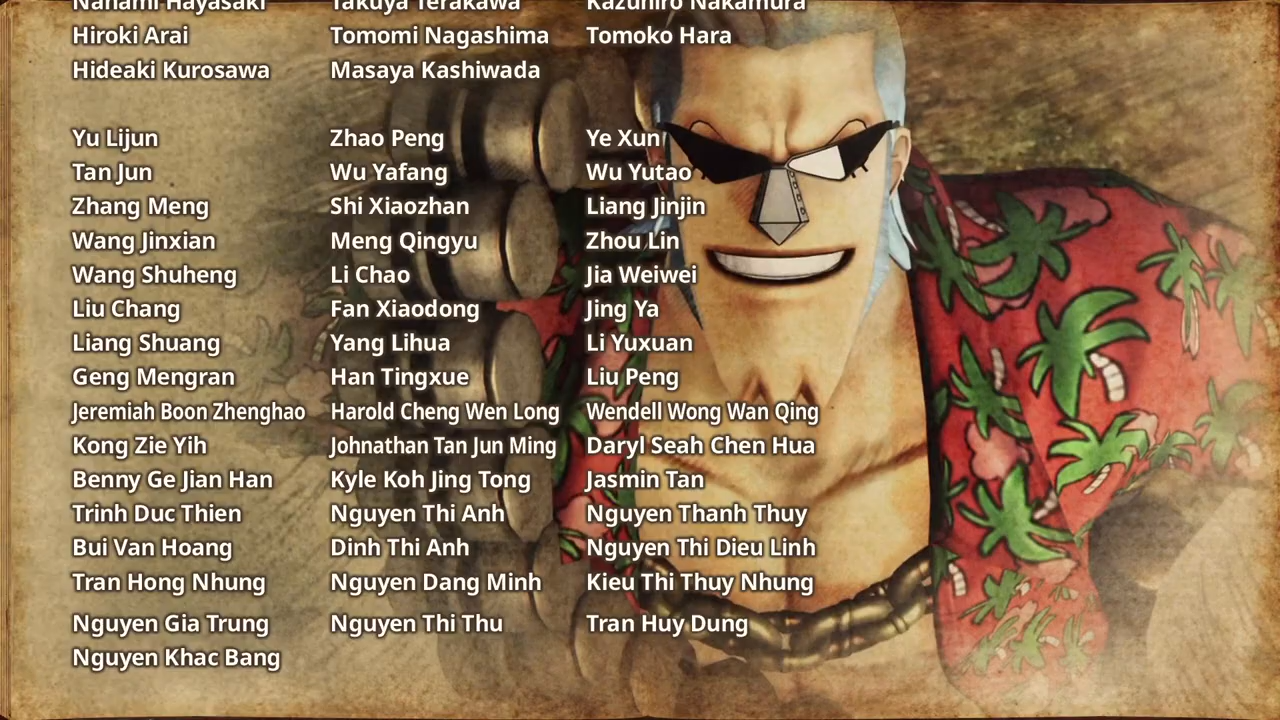 Nanami Hayasaki Takuya Terakawa Kazuhiro Nakamura
Hiroki Arai Tomomi Nagashima Tomoko Hara
Hideaki Kurosawa Masaya Kashiwada
Yu Lijun Zhao Peng Ye Xun
Tan Jun Wu Yafang Wu Yutao
Zhang Meng Shi Xiaozhan Liang Jinjin
Wang Jinxian Meng Qingyu Zhou Lin
Wang Shuheng Li Chao Jia Weiwei
Liu Chang Fan Xiaodong Jing Ya
Liang Shuang Yang Lihua Li Yuxuan
Geng Mengran Han Tingxue Liu Peng
Jeremiah Boon Zhenghao Harold Cheng Wen Long Wendell Wong Wan Qing
Kong Zie Yih Johnathan Tan Jun Ming Daryl Seah Chen Hua
Benny Ge Jian Han Kyle Koh Jing Tong Jasmin Tan
Trinh Duc Thien Nguyen Thi Anh Nguyen Thanh Thuy
Bui Van Hoang Dinh Thi Anh Nguyen Thi Dieu Linh
Tran Hong Nhung Nguyen Dang Minh Kieu Thi Thuy Nhung
Nguyen Gia Trung Nguyen Thi Thu Tran Huy Dung
Nguyen Khac Bang